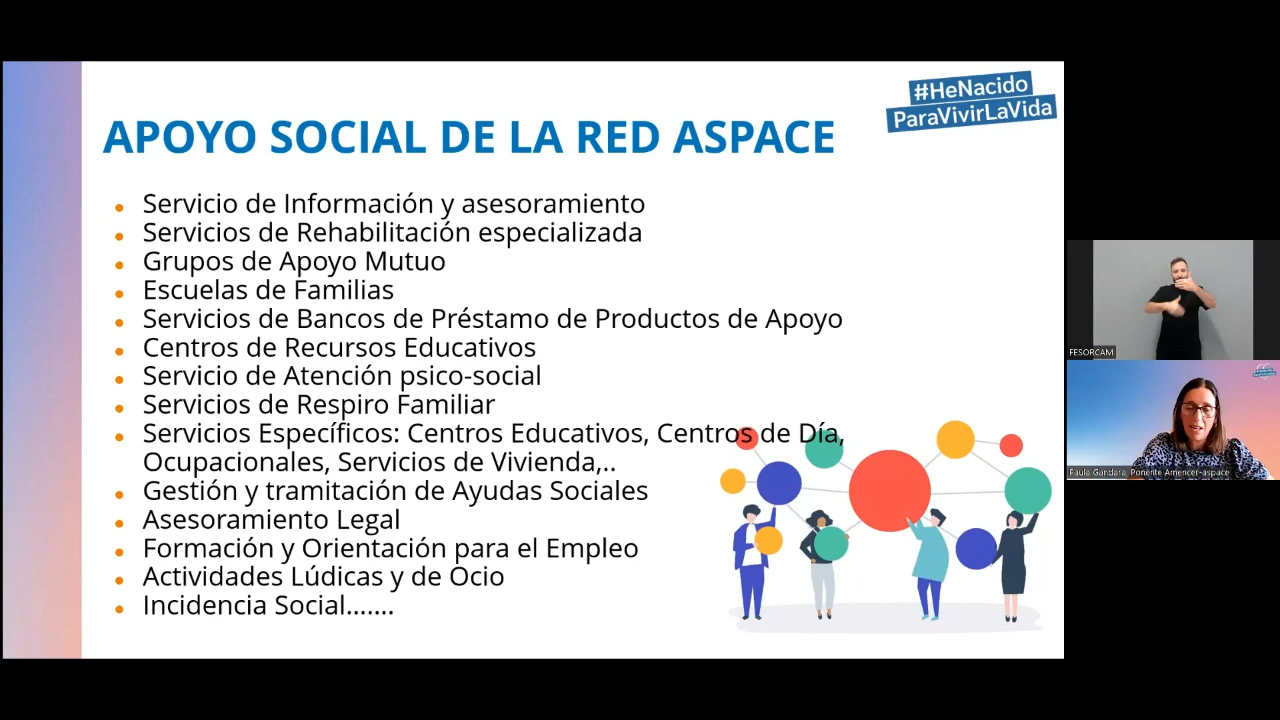 #HeNacido
ParaVivirLaVida
APOYO SOCIAL DE LA RED ASPACE
• Servicio de Información y asesoramiento
• Servicios de Rehabilitación especializada
• Grupos de Apoyo Mutuo
• Escuelas de Familias
• Servicios de Bancos de Préstamo de Productos de Apoyo
• Centros de Recursos Educativos
• Servicio de Atención psico-social
• Servicios de Respiro Familiar
• Servicios Específicos: Centros Educativos, Centros de Día,
Ocupacionales, Servicios de Vivienda,..
• Gestión y tramitación de Ayudas Sociales
• Asesoramiento Legal
• Formación y Orientación para el Empleo
• Actividades Lúdicas y de Ocio
• Incidencia Social.......
FESORCAM
Paula Gándara, Ponente Amencer-aspace